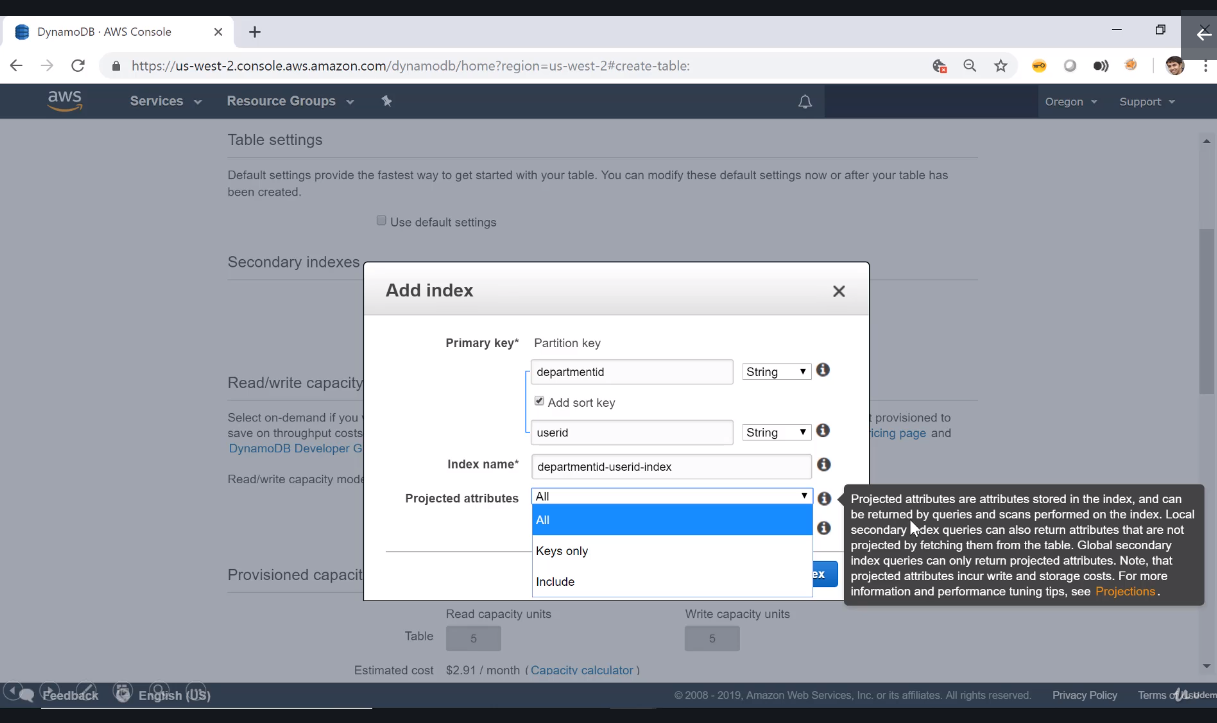 DynamoDB · AWS Console
https://us-west-2.console.aws.amazon.com/dynamodb/home?region=us-west-2#create-table:
aws
Services
Resource Groups
Oregon
Support
Table settings
Default settings provide the fastest way to get started with your table. You can modify these default settings now or after your table has
been created.
Use default settings
Secondary indexes
Add index
Primary key*
Partition key
departmentid
String
Add sort key
userid
String
Index name*
departmentid-userid-index
Projected attributes
All
All
Keys only
Include
ex
Projected attributes are attributes stored in the index, and can
be returned by queries and scans performed on the index. Local
secondary index queries can also return attributes that are not
projected by fetching them from the table. Global secondary
index queries can only return projected attributes. Note, that
projected attributes incur write and storage costs. For more
information and performance tuning tips, see Projections.
Read/write capacity
Select on-demand if you
provisioned to
save on throughput costs
pricing page and
DynamoDB Developer G
Read/write capacity mode
Provisioned capacit
Read capacity units
Write capacity units
Table
5
5
Estimated cost
$2.91 / month (Capacity calculator)
Feedback
English (US)
© 2008 - 2019, Amazon Web Services, Inc. or its affiliates. All rights reserved.
Privacy Policy
Terms of Use